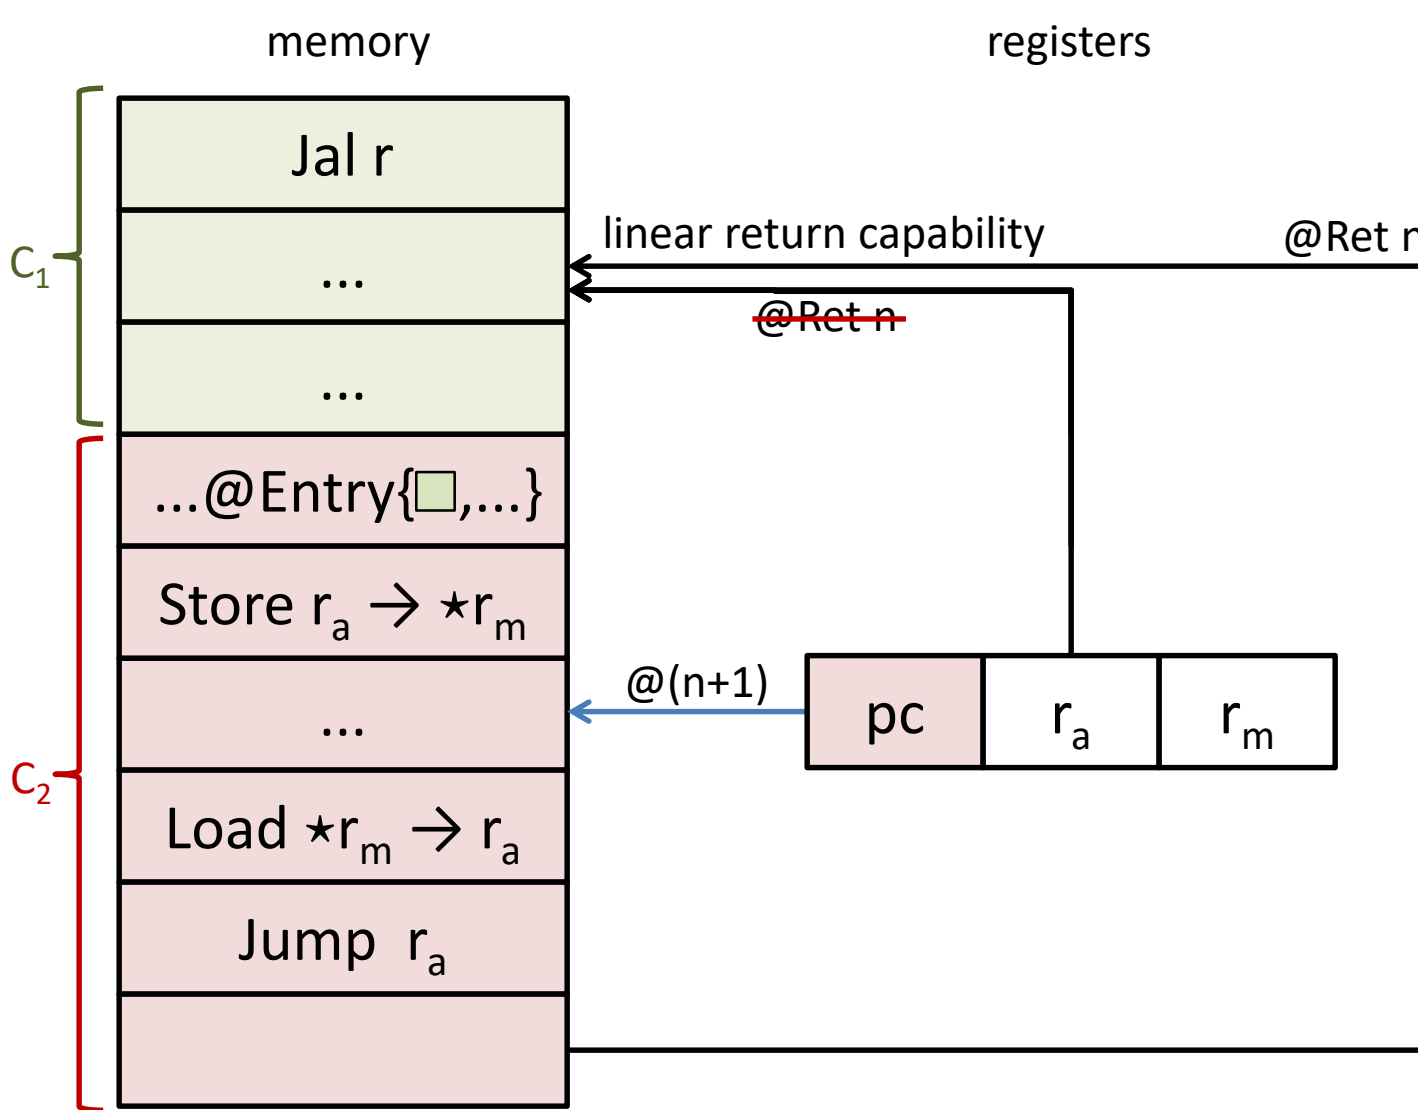 memory
registers
Jal r
linear return capability
@Ret n
C₁
...
@Ret n
...
...@Entry{ ,...}
Store rₐ → ⋆rₘ
@(n+1)
...
pc
rₐ
rₘ
C₂
Load ⋆rₘ → rₐ
Jump rₐ